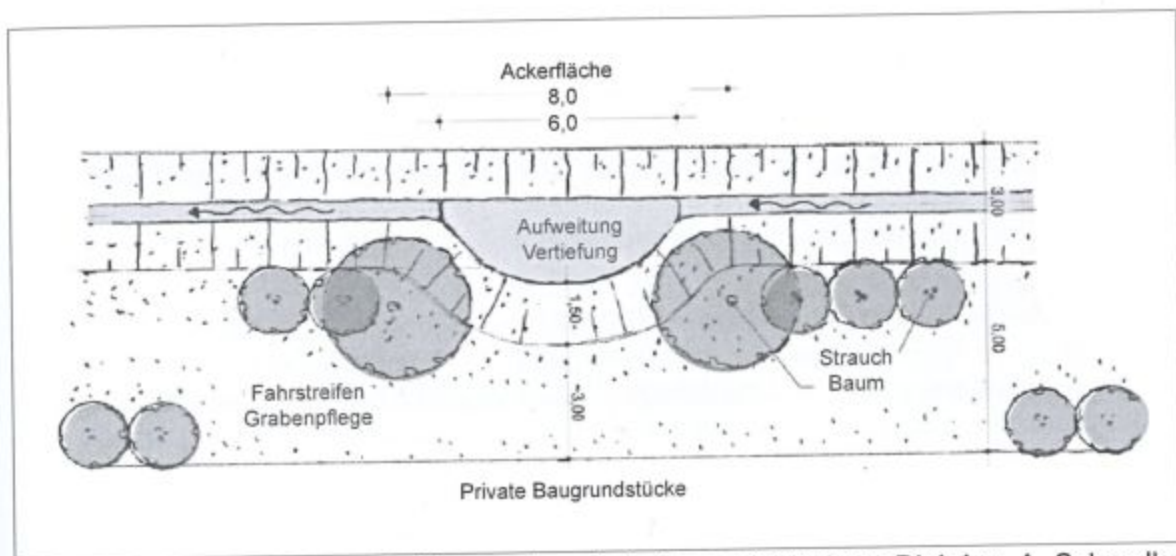 Ackerfläche
8,0
6,0
3,00
Aufweitung
Vertiefung
1,50
5,00
Strauch
Baum
Fahrstreifen
Grabenpflege
3,00
Private Baugrundstücke